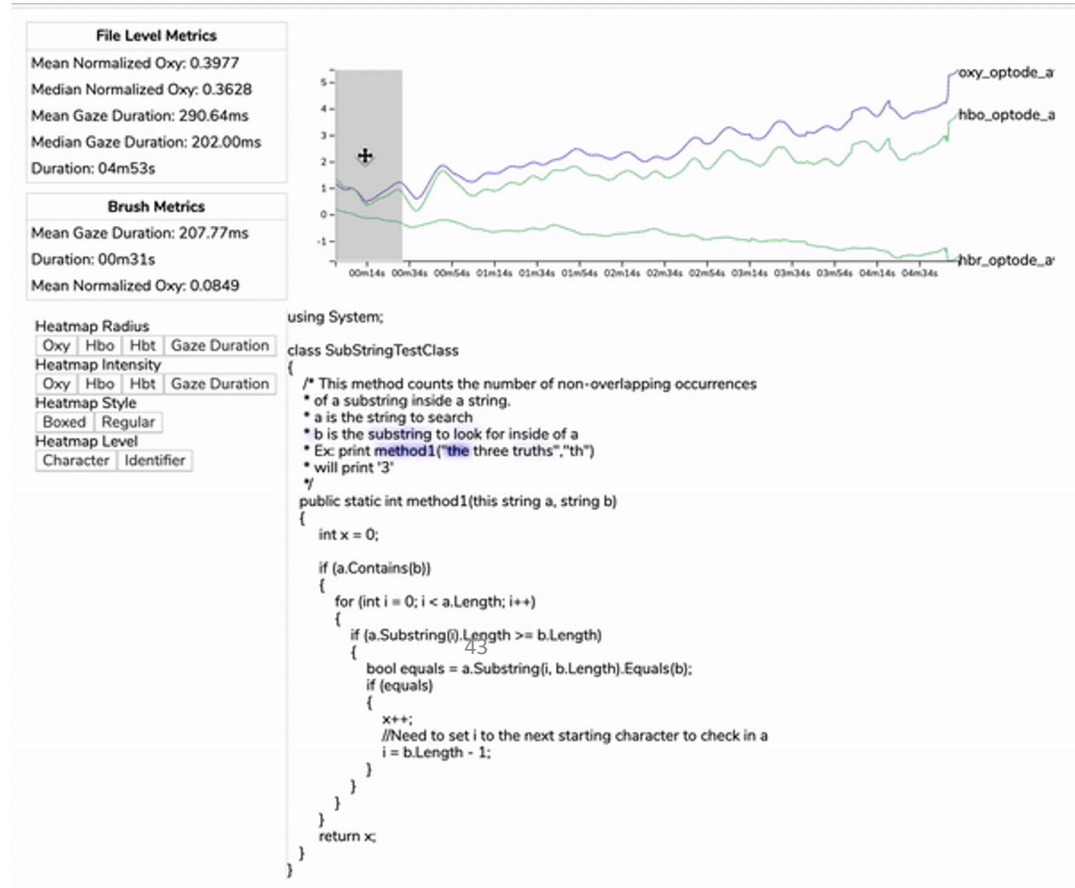 File Level Metrics
Mean Normalized Oxy: 0.3977
Median Normalized Oxy: 0.3628
Mean Gaze Duration: 290.64ms
Median Gaze Duration: 202.00ms
Duration: 04m53s
Brush Metrics
Mean Gaze Duration: 207.77ms
Duration: 00m31s
Mean Normalized Oxy: 0.0849
Heatmap Radius
Oxy Hbo Hbt Gaze Duration
Heatmap Intensity
Oxy Hbo Hbt Gaze Duration
Heatmap Style
Boxed Regular
Heatmap Level
Character Identifier
5
4
3
2
1
0
-1
00m14s 00m34s 00m54s 01m14s 01m34s 01m54s 02m14s 02m34s 02m54s 03m14s 03m34s 03m54s 04m14s 04m34s
oxy_optode_a
hbo_optode_a
hbr_optode_a
using System;
class SubStringTestClass
{
/* This method counts the number of non-overlapping occurrences
* of a substring inside a string.
* a is the string to search
* b is the substring to look for inside of a
* Ex: print method1("the three truths","th")
* will print '3'
*/
public static int method1(this string a, string b)
{
int x = 0;
if (a.Contains(b))
{
for (int i = 0; i < a.Length; i++)
{
if (a.Substring(i).Length >= b.Length)
43
{
bool equals = a.Substring(i, b.Length).Equals(b);
if (equals)
{
x++;
//Need to set i to the next starting character to check in a
i = b.Length - 1;
}
}
}
}
return x;
}
}